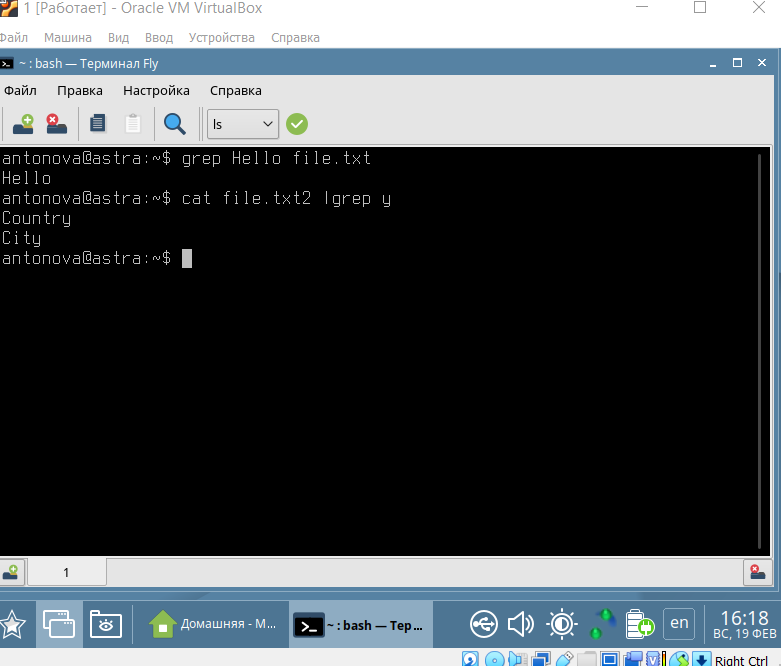 1 [Работает] - Oracle VM VirtualBox
Файл Машина Вид Ввод Устройства Справка
~ : bash — Терминал Fly
Файл Правка Настройка Справка
ls
antonova@astra:~$ grep Hello file.txt
Hello
antonova@astra:~$ cat file.txt2 |grep y
Country
City
antonova@astra:~$
1
Домашняя - М...
~ : bash — Тер...
en
16:18
ВС, 19 ФЕВ
Right Ctrl